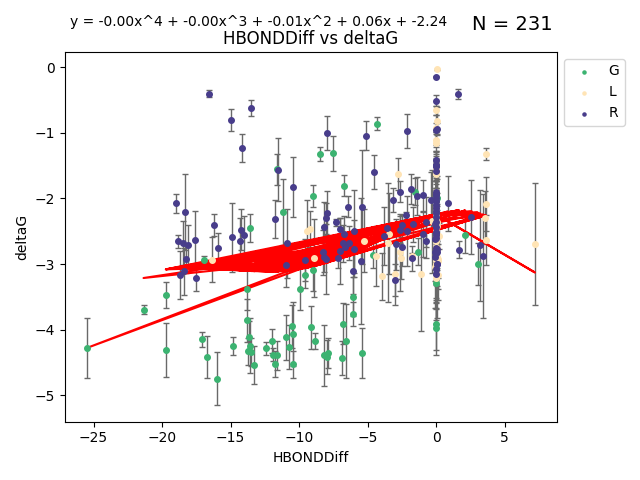 y = -0.00x^4 + -0.00x^3 + -0.01x^2 + 0.06x + -2.24
N = 231
HBONDDiff vs deltaG
G
L
R
0
−1
−2
−3
−4
−5
deltaG
−25
−20
−15
−10
−5
0
5
HBONDDiff